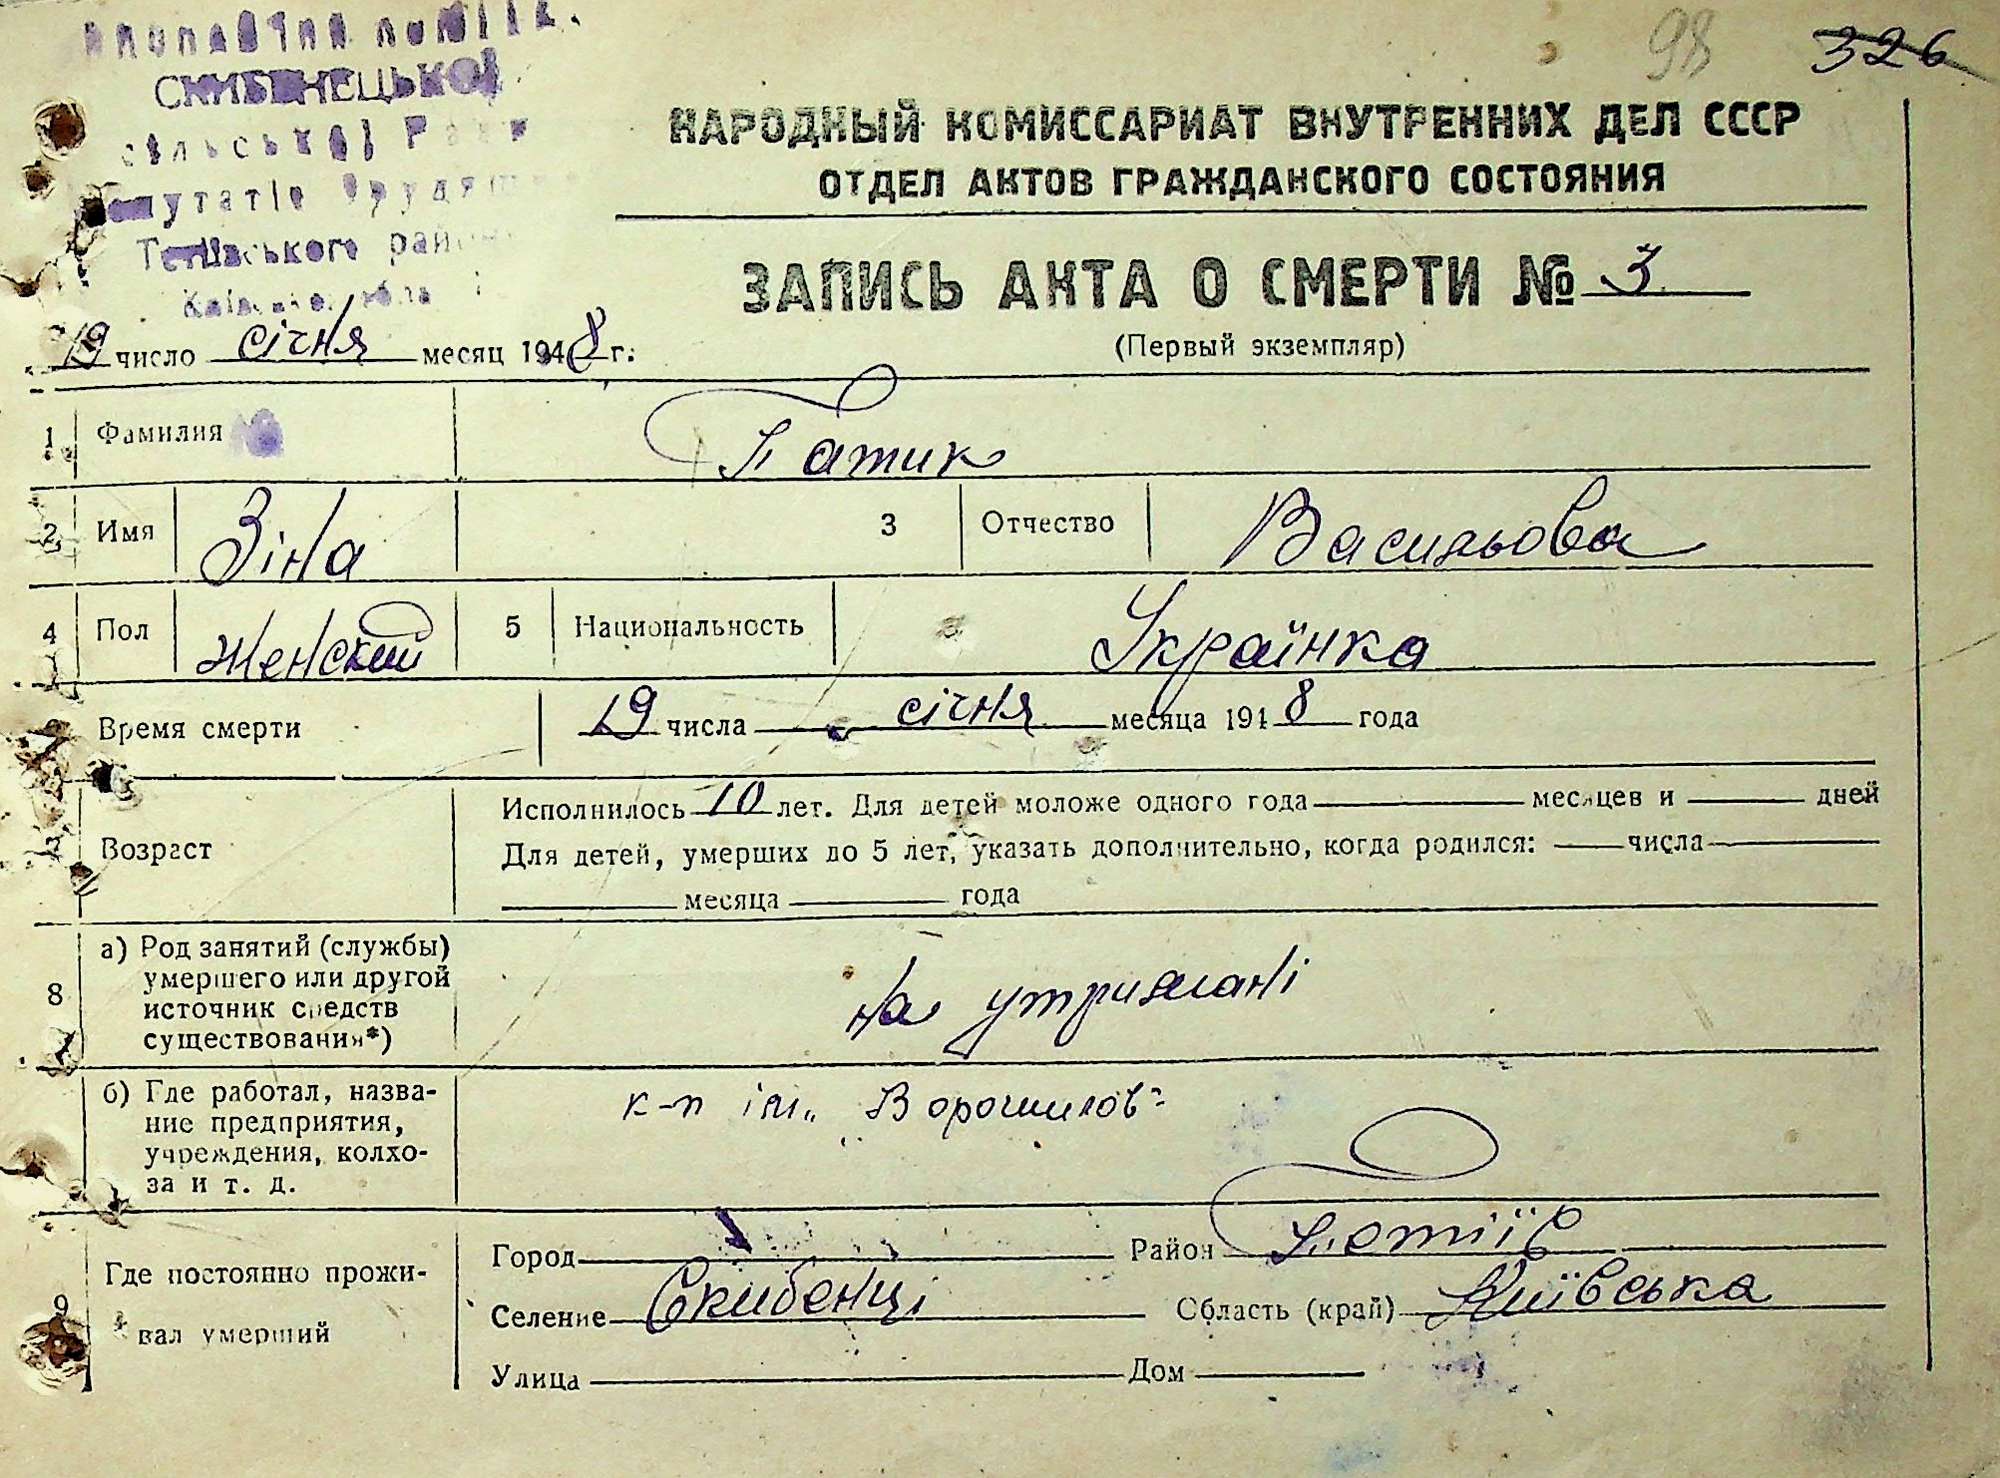 98 326
СКИБЕНЕЦЬКОЇ
сільської Ради
Тетіївського району
НАРОДНЫЙ КОМИССАРИАТ ВНУТРЕННИХ ДЕЛ СССР
ОТДЕЛ АКТОВ ГРАЖДАНСКОГО СОСТОЯНИЯ
ЗАПИСЬ АКТА О СМЕРТИ № 3
(Первый экземпляр)
19 число січня месяц 1948 г.
1 Фамилия Татик
2 Имя Зіна 3 Отчество Васильова
4 Пол женский 5 Национальность Українка
Время смерти 19 числа січня месяца 1948 года
Возраст
Исполнилось 10 лет. Для детей моложе одного года месяцев и дней
Для детей, умерших до 5 лет, указать дополнительно, когда родился: числа
месяца года
8 а) Род занятий (службы)
умершего или другой
источник средств
существования*)
на утримані
б) Где работал, назва-
ние предприятия,
учреждения, колхо-
за и т. д.
к-п ім. Ворошилов
9 Где постоянно прожи-
вал умерший
Город Район Тетіїв
Селение Скибенці Область (край) Київська
Улица Дом